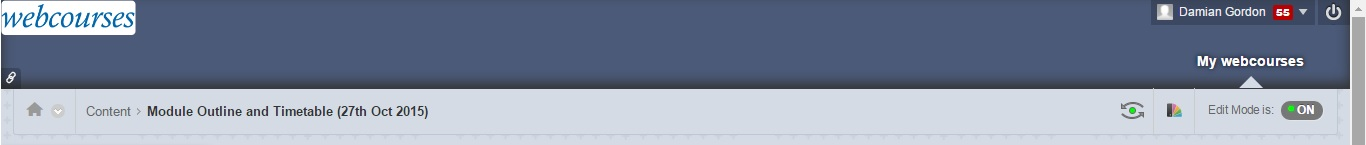 webcourses
Damian Gordon 55
My webcourses
Content > Module Outline and Timetable (27th Oct 2015)
Edit Mode is: ON